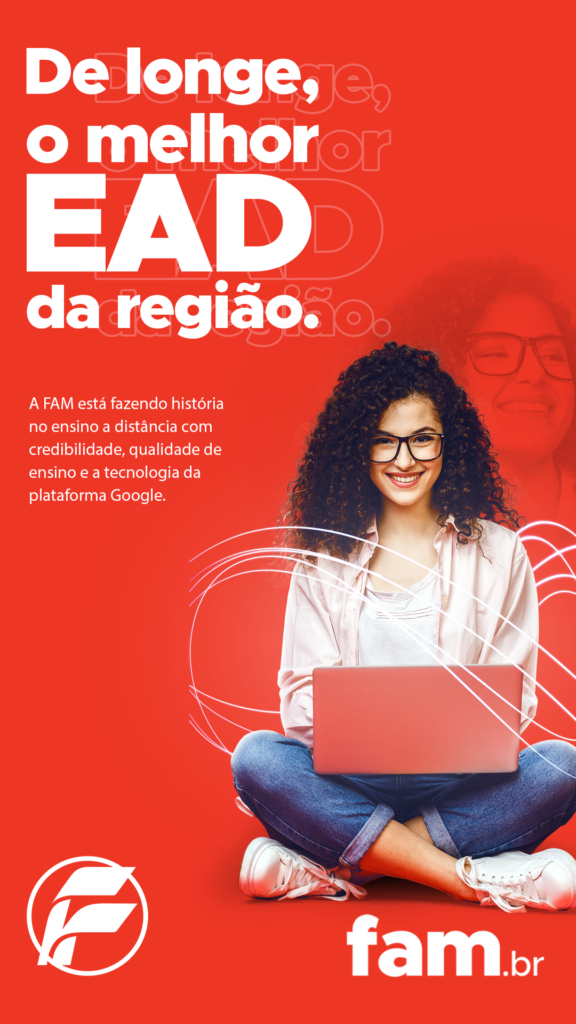 De longe,
o melhor
EAD
da região.
A FAM está fazendo história
no ensino a distância com
credibilidade, qualidade de
ensino e a tecnologia da
plataforma Google.
fam.br